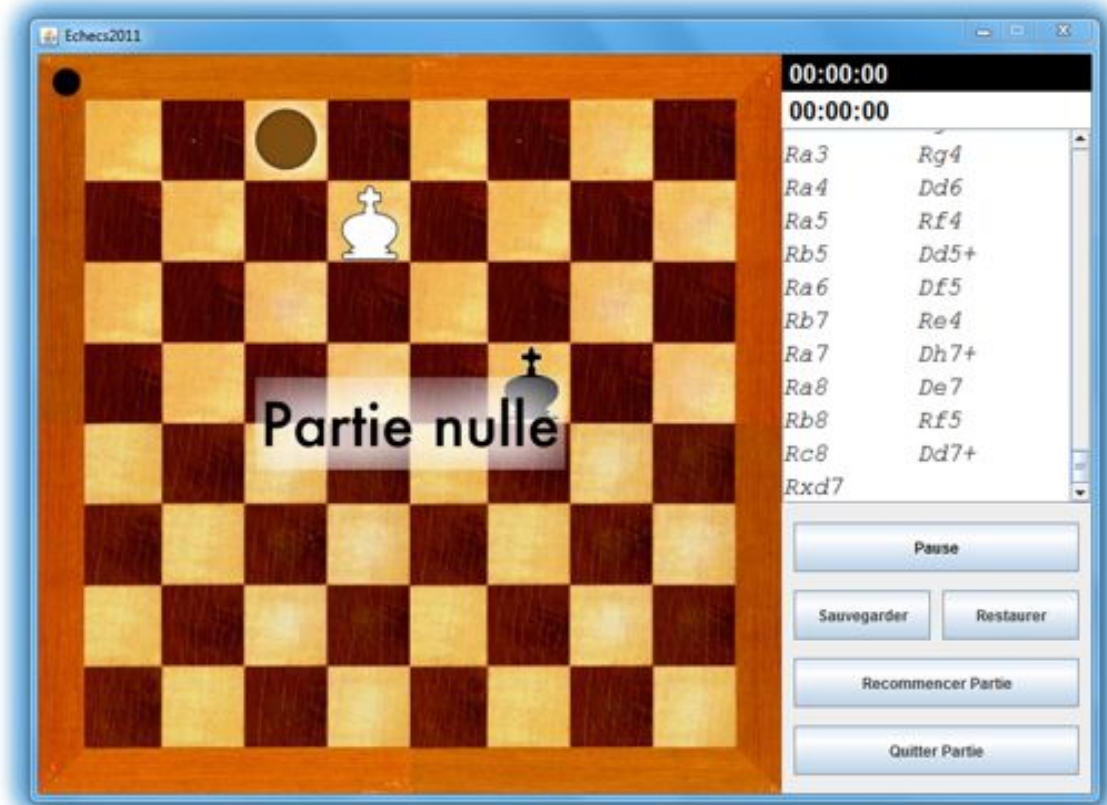 Echecs2011
00:00:00
00:00:00
Ra3 Rg4
Ra4 Dd6
Ra5 Rf4
Rb5 Dd5+
Ra6 Df5
Rb7 Re4
Ra7 Dh7+
Ra8 De7
Rb8 Rf5
Rc8 Dd7+
Rxd7
Partie nulle
Pause
Sauvegarder Restaurer
Recommencer Partie
Quitter Partie